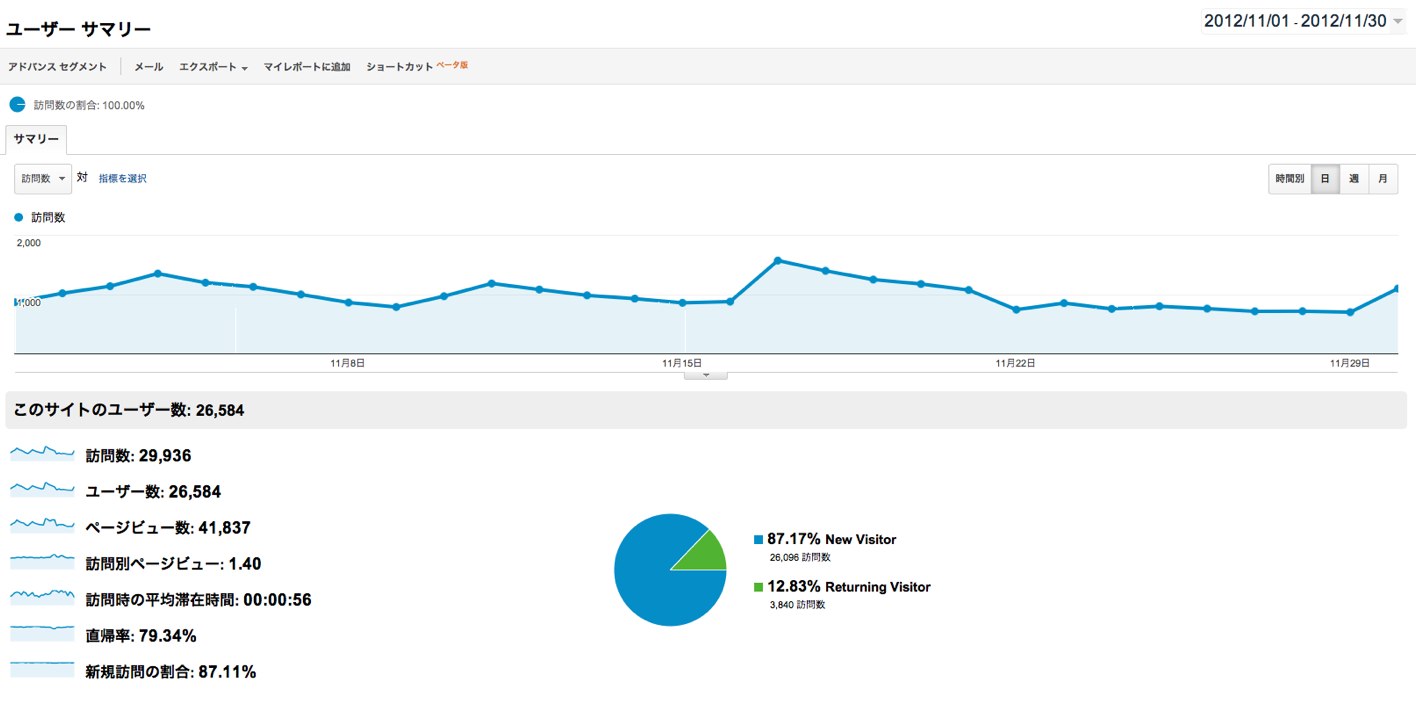 ユーザー サマリー
2012/11/01 - 2012/11/30
アドバンス セグメント メール エクスポート マイレポートに追加 ショートカット ベータ版
訪問数の割合: 100.00%
サマリー
訪問数 対 指標を選択
時間別 日 週 月
訪問数
2,000
1,000
11月8日 11月15日 11月22日 11月29日
このサイトのユーザー数: 26,584
訪問数: 29,936
ユーザー数: 26,584
ページビュー数: 41,837
訪問別ページビュー: 1.40
訪問時の平均滞在時間: 00:00:56
直帰率: 79.34%
新規訪問の割合: 87.11%
87.17% New Visitor
26,096 訪問数
12.83% Returning Visitor
3,840 訪問数